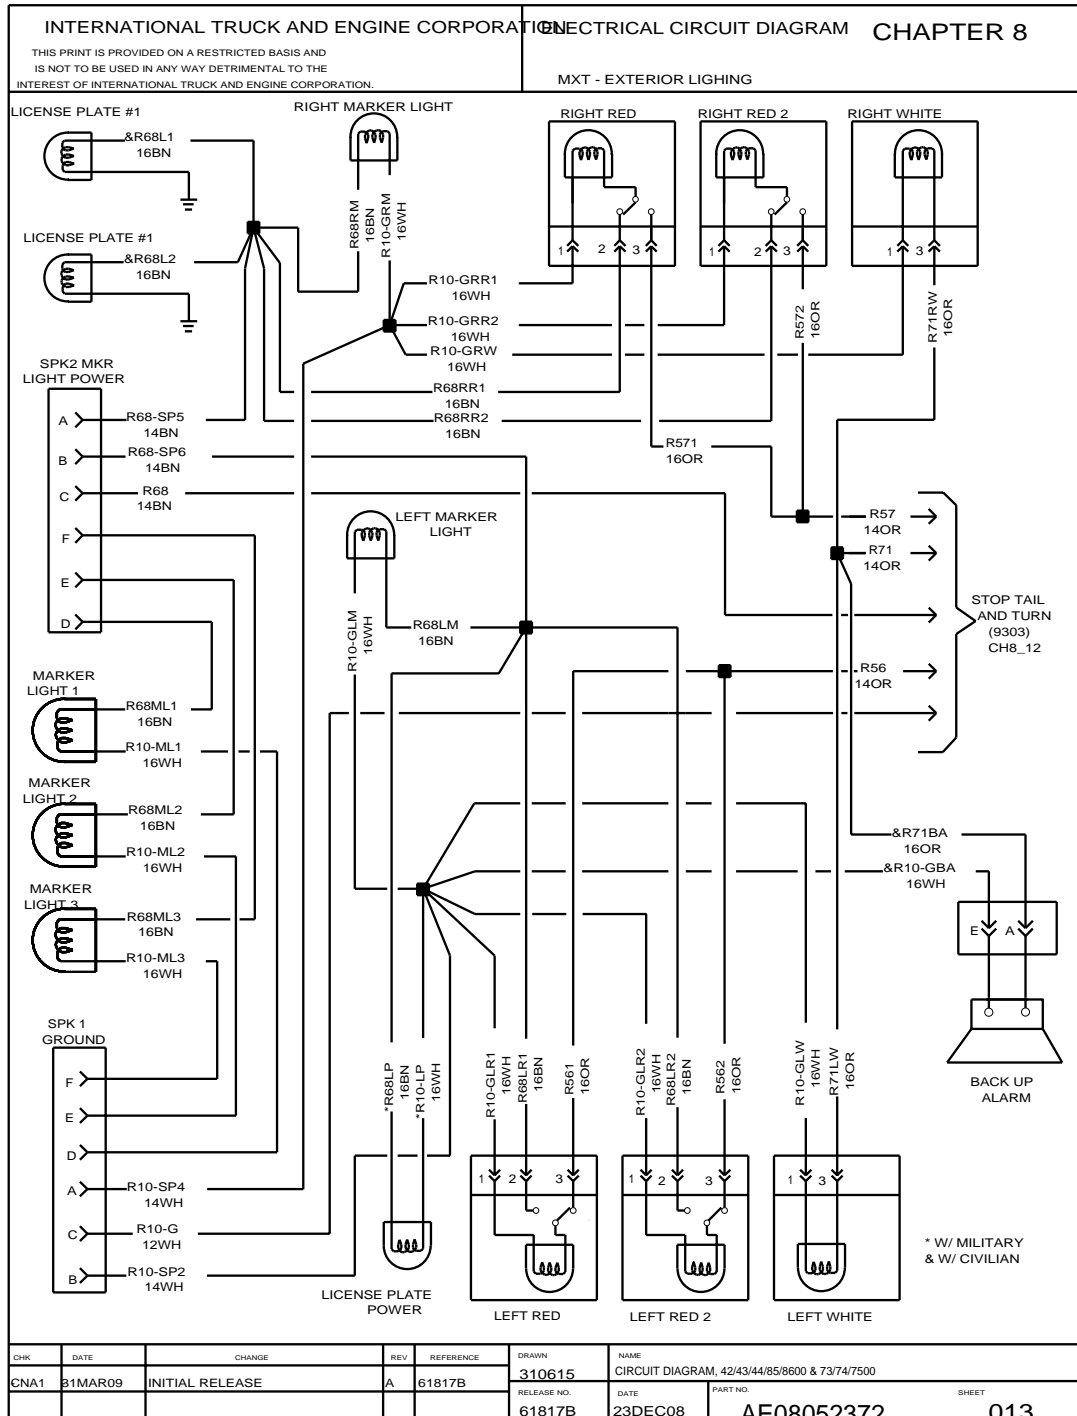 INTERNATIONAL TRUCK AND ENGINE CORPORATION
ELECTRICAL CIRCUIT DIAGRAM
CHAPTER 8
THIS PRINT IS PROVIDED ON A RESTRICTED BASIS AND
IS NOT TO BE USED IN ANY WAY DETRIMENTAL TO THE
INTEREST OF INTERNATIONAL TRUCK AND ENGINE CORPORATION.
MXT - EXTERIOR LIGHING
LICENSE PLATE #1
&R68L1
16BN
RIGHT MARKER LIGHT
R68RM
16BN
R10-GRM
16WH
RIGHT RED
1
2
3
RIGHT RED 2
1
2
3
RIGHT WHITE
1
3
LICENSE PLATE #1
&R68L2
16BN
R10-GRR1
16WH
R10-GRR2
16WH
R10-GRW
16WH
R572
16OR
R71RW
16OR
R68RR1
16BN
R68RR2
16BN
R571
16OR
SPK2 MKR
LIGHT POWER
A
R68-SP5
14BN
B
R68-SP6
14BN
C
R68
14BN
F
E
D
LEFT MARKER
LIGHT
R10-GLM
16WH
R68LM
16BN
R57
14OR
R71
14OR
STOP TAIL
AND TURN
(9303)
CH8_12
R56
14OR
MARKER
LIGHT 1
R68ML1
16BN
R10-ML1
16WH
MARKER
LIGHT 2
R68ML2
16BN
R10-ML2
16WH
MARKER
LIGHT 3
R68ML3
16BN
R10-ML3
16WH
&R71BA
16OR
&R10-GBA
16WH
E
A
BACK UP
ALARM
SPK 1
GROUND
F
E
D
A
R10-SP4
14WH
C
R10-G
12WH
B
R10-SP2
14WH
*R68LP
16BN
*R10-LP
16WH
R10-GLR1
16WH
R68LR1
16BN
R561
16OR
R10-GLR2
16WH
R68LR2
16BN
R562
16OR
R10-GLW
16WH
R71LW
16OR
1
2
3
1
2
3
1
3
LICENSE PLATE
POWER
LEFT RED
LEFT RED 2
LEFT WHITE
* W/ MILITARY
& W/ CIVILIAN
CHK
DATE
CHANGE
REV
REFERENCE
DRAWN
NAME
CNA1
31MAR09
INITIAL RELEASE
A
61817B
310615
CIRCUIT DIAGRAM, 42/43/44/85/8600 & 73/74/7500
RELEASE NO.
DATE
PART NO.
SHEET
61817B
23DEC08
AE08052372
013